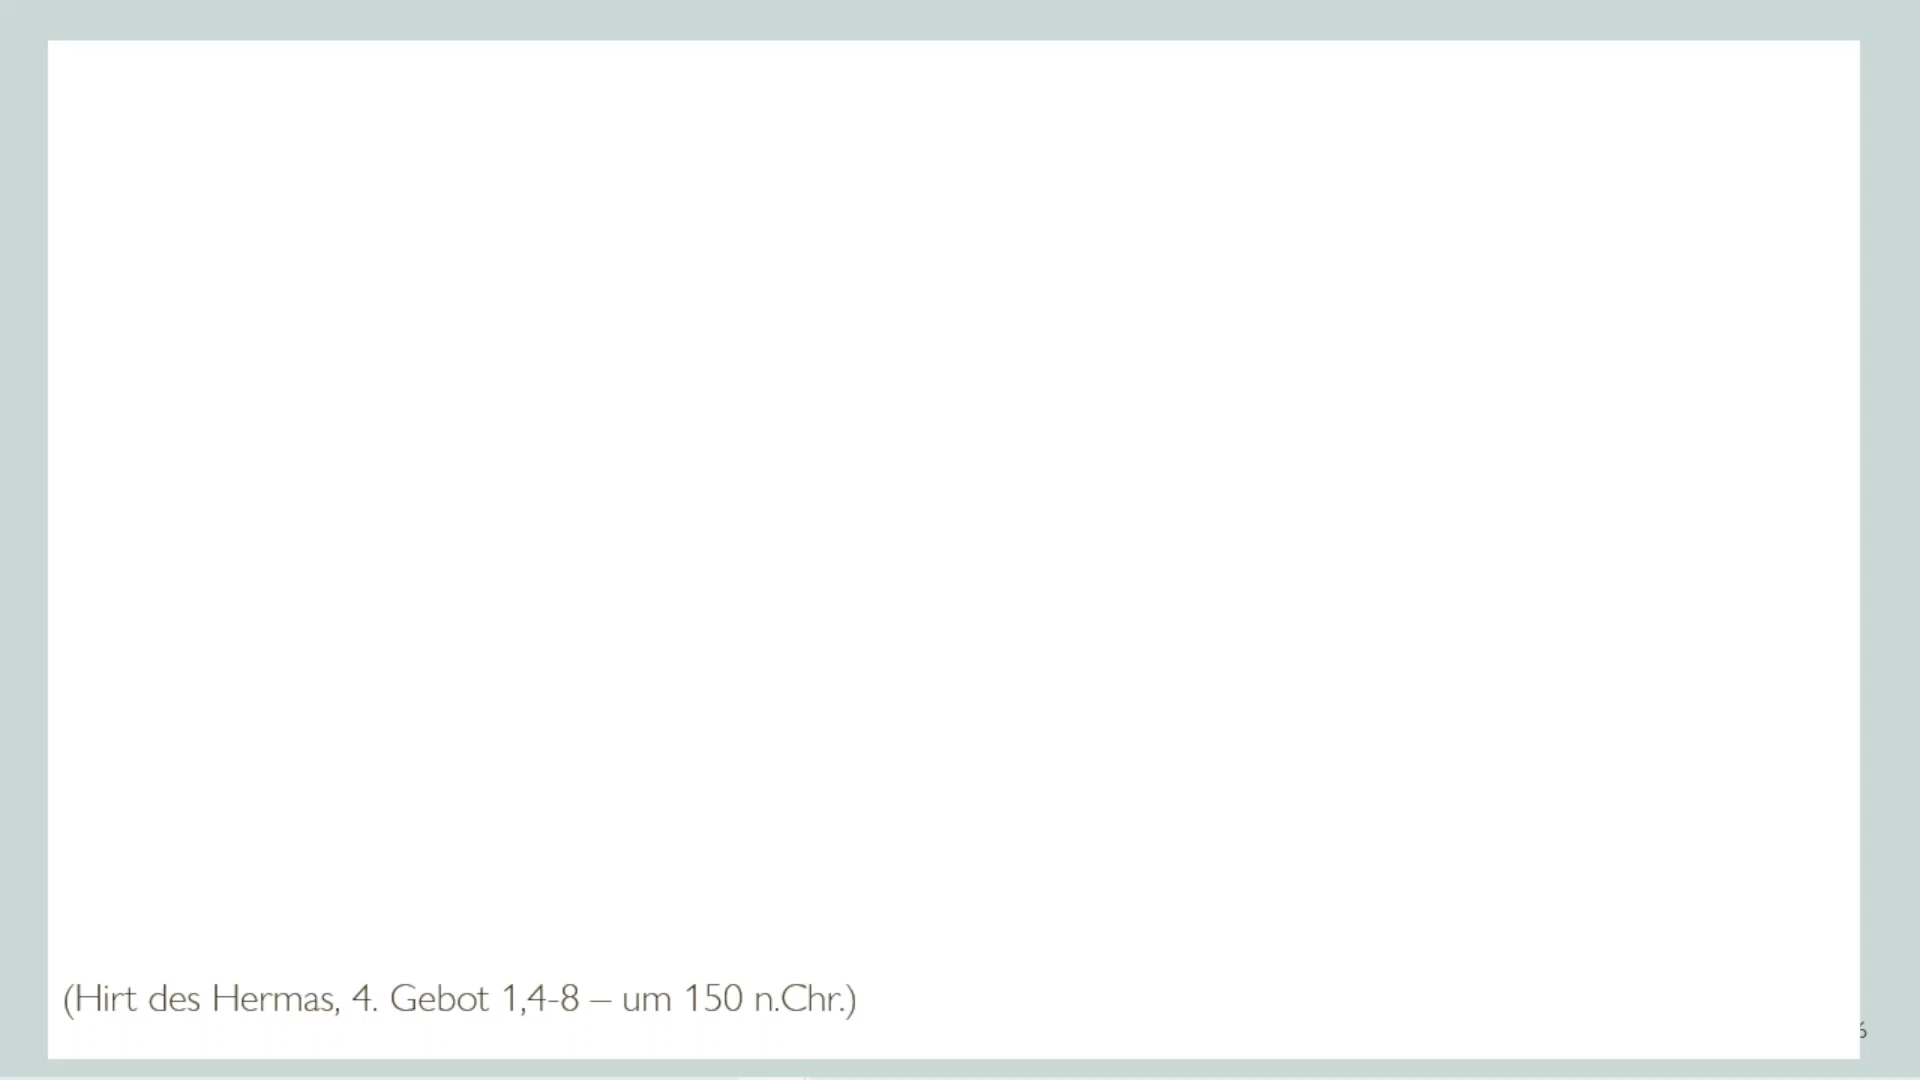 (Hirt des Hermas, 4. Gebot 1,4-8 – um 150 n.Chr.)